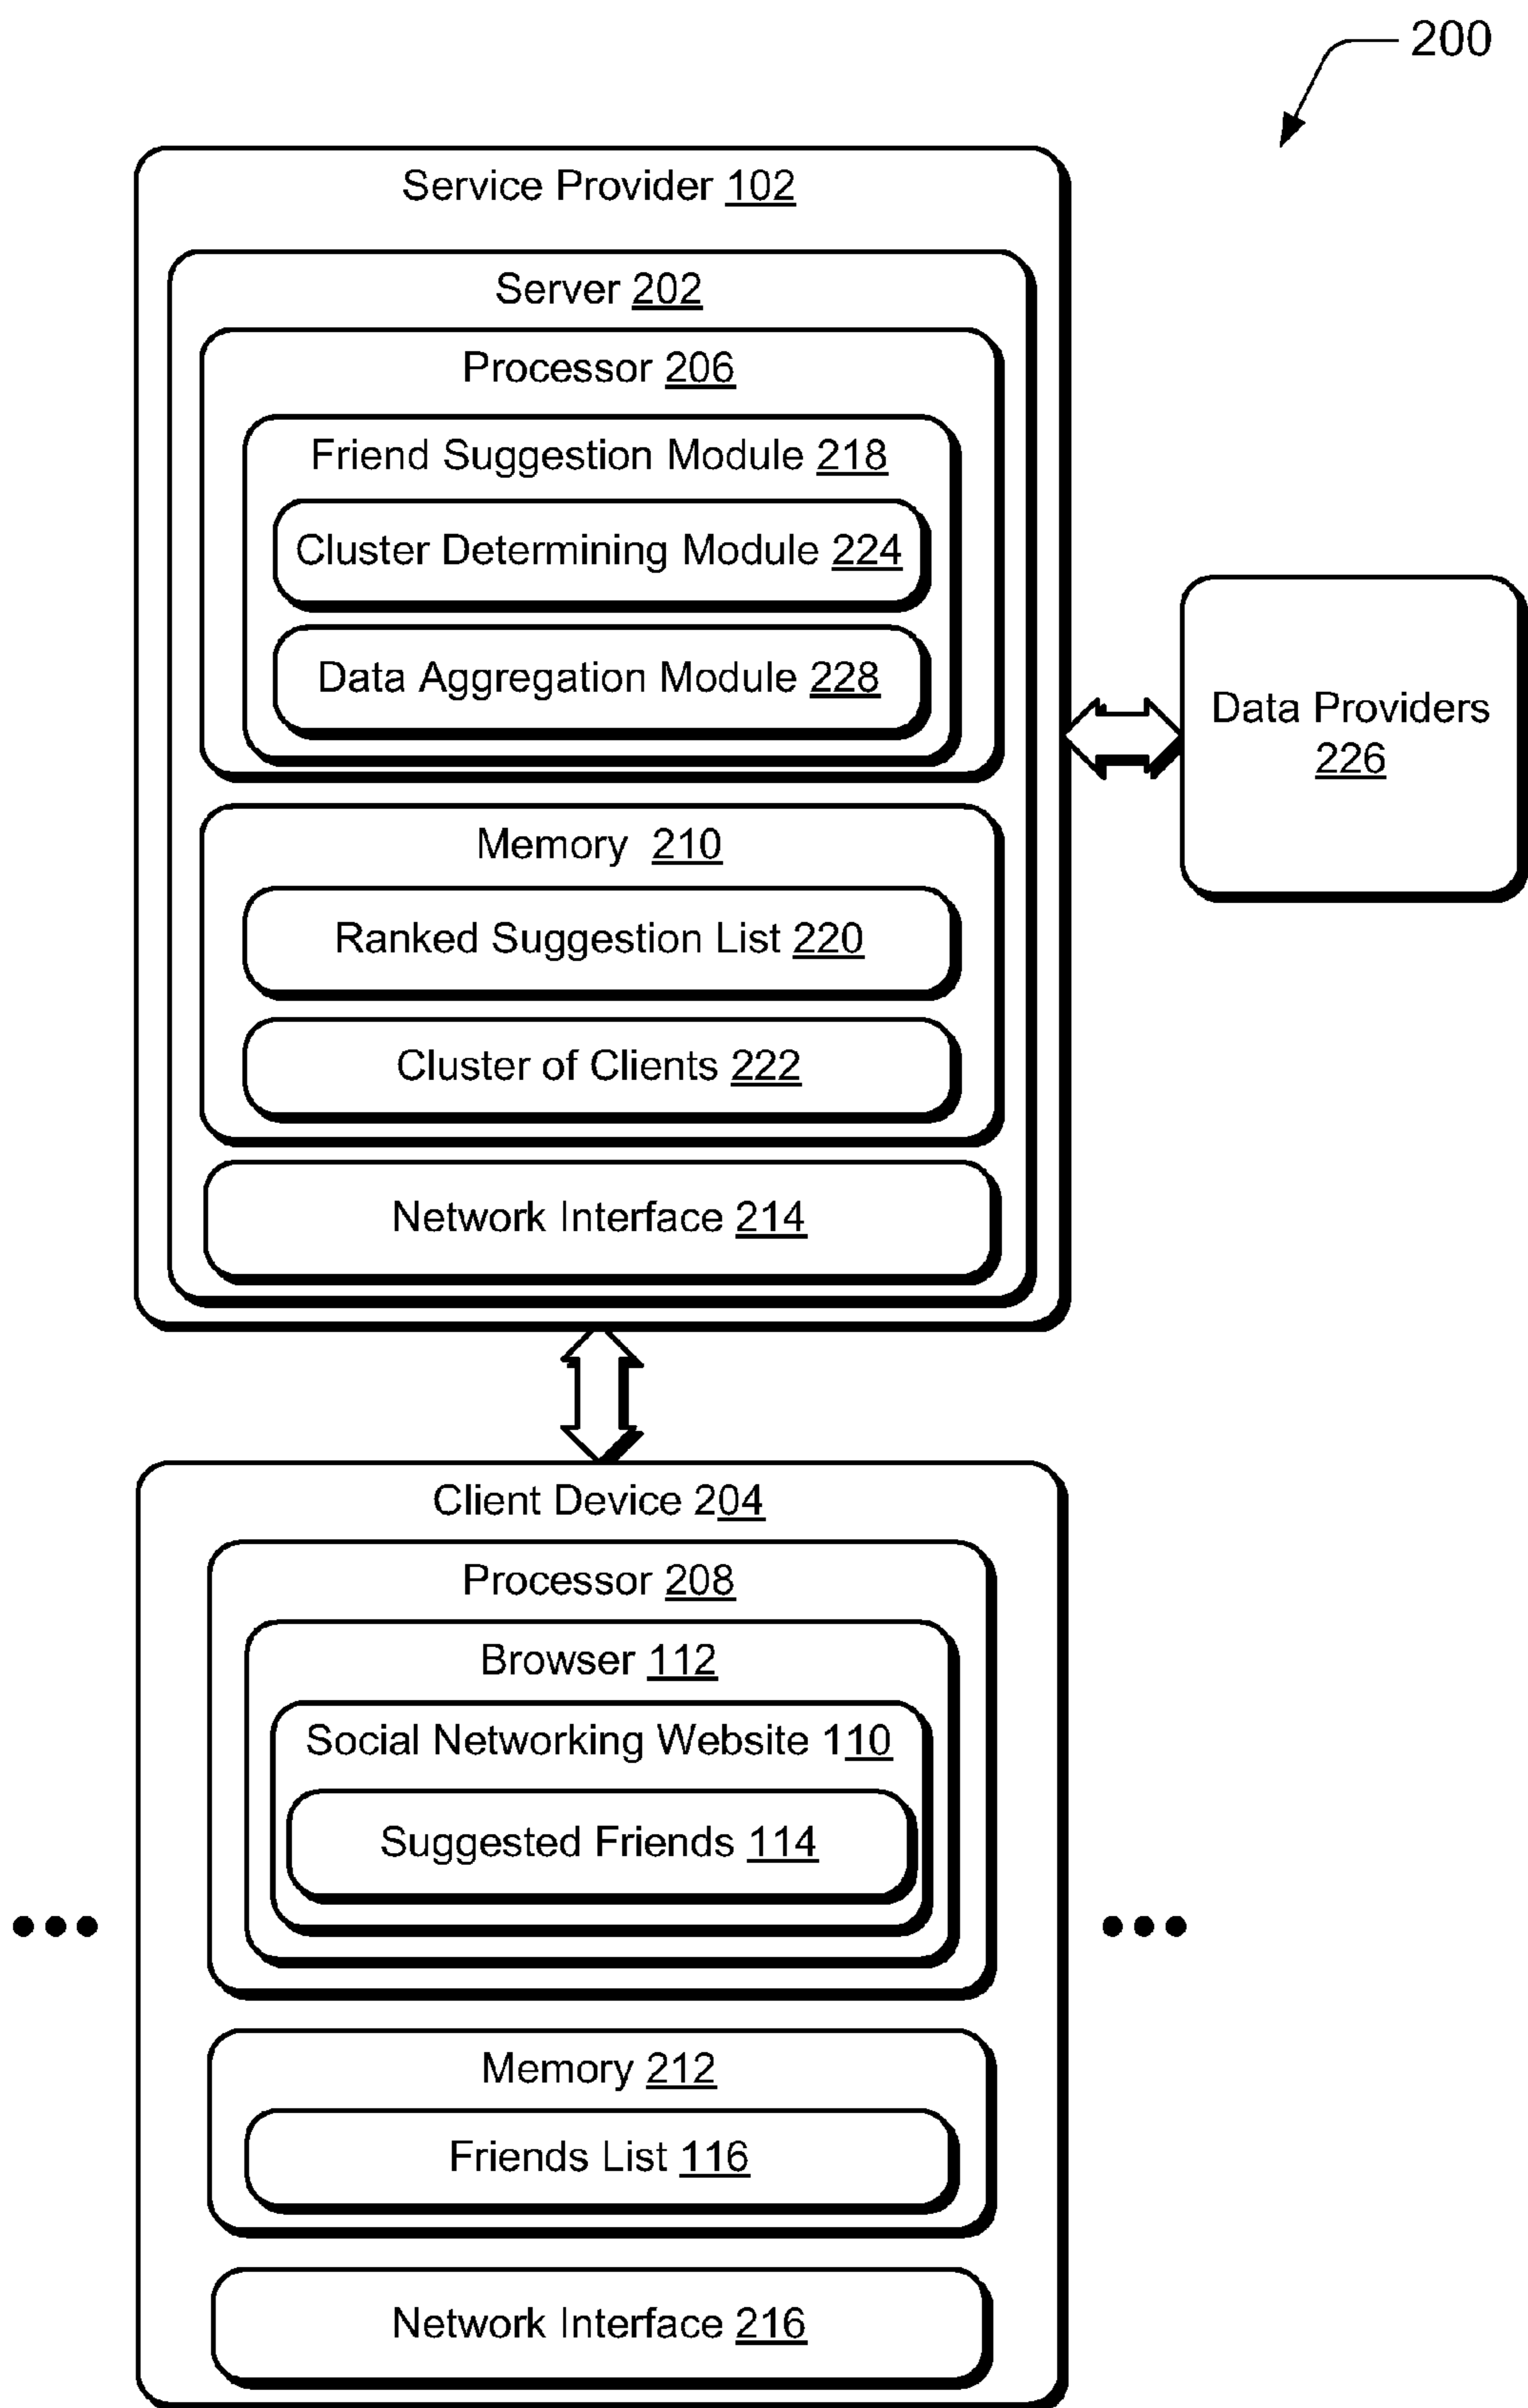 200
Service Provider 102
Server 202
Processor 206
Friend Suggestion Module 218
Cluster Determining Module 224
Data Aggregation Module 228
Data Providers
226
Memory 210
Ranked Suggestion List 220
Cluster of Clients 222
Network Interface 214
Client Device 204
Processor 208
Browser 112
Social Networking Website 110
Suggested Friends 114
Memory 212
Friends List 116
Network Interface 216